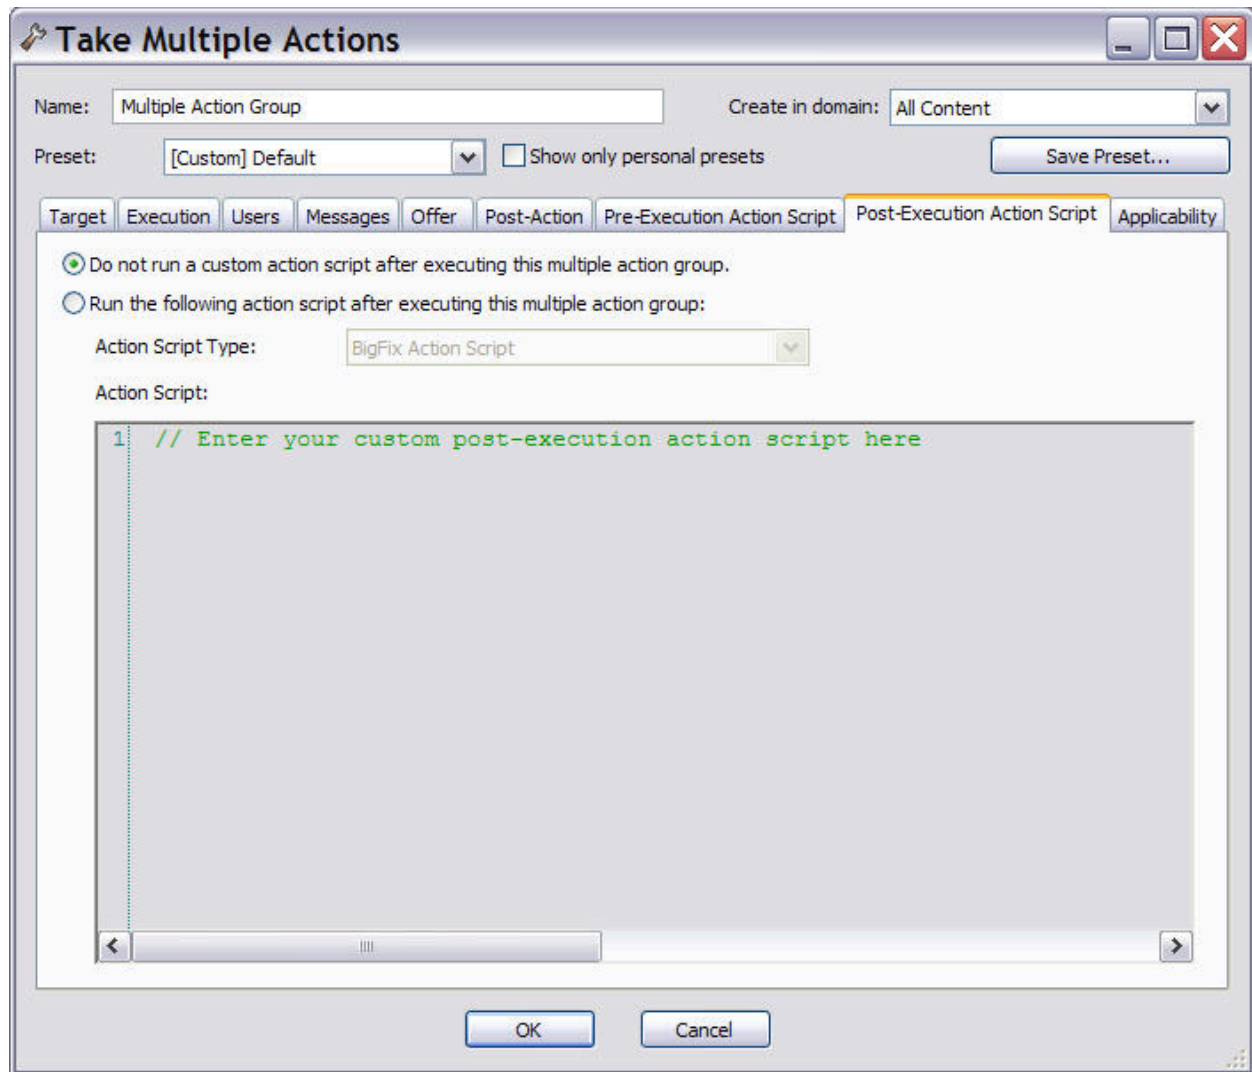 Take Multiple Actions
Name: Multiple Action Group Create in domain: All Content
Preset: [Custom] Default Show only personal presets Save Preset...
Target Execution Users Messages Offer Post-Action Pre-Execution Action Script Post-Execution Action Script Applicability
Do not run a custom action script after executing this multiple action group.
Run the following action script after executing this multiple action group:
Action Script Type: BigFix Action Script
Action Script:
1 // Enter your custom post-execution action script here
OK Cancel